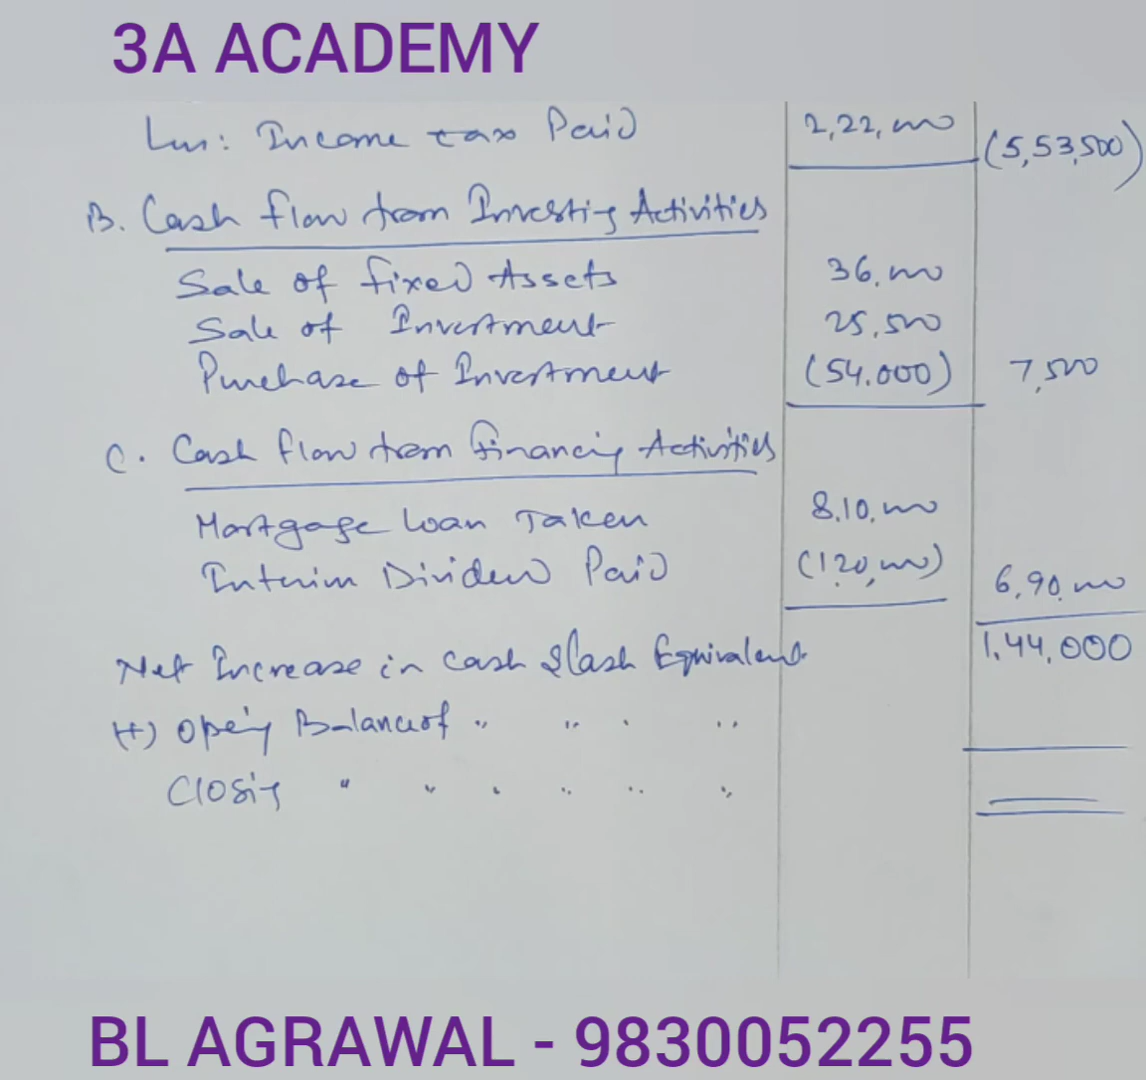 3A ACADEMY
Less: Income tax Paid 2,22,000 (5,53,500)
B. Cash flow from Investing Activities
Sale of fixed Assets 36,000
Sale of Investment 25,500
Purchase of Investment (54,000) 7,500
C. Cash flow from financing Activities
Mortgage Loan Taken 8,10,000
Interim Dividend Paid (1,20,000) 6,90,000
Net Increase in Cash & Cash Equivalent 1,44,000
(+) Opening Balance of " " " "
Closing " " " " " "
BL AGRAWAL - 9830052255